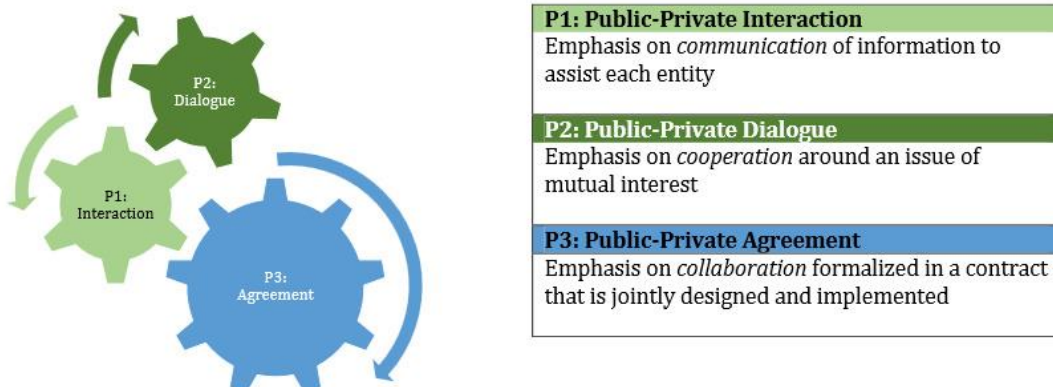 P2:
Dialogue
P1:
Interaction
P3:
Agreement
P1: Public-Private Interaction
Emphasis on communication of information to
assist each entity
P2: Public-Private Dialogue
Emphasis on cooperation around an issue of
mutual interest
P3: Public-Private Agreement
Emphasis on collaboration formalized in a contract
that is jointly designed and implemented